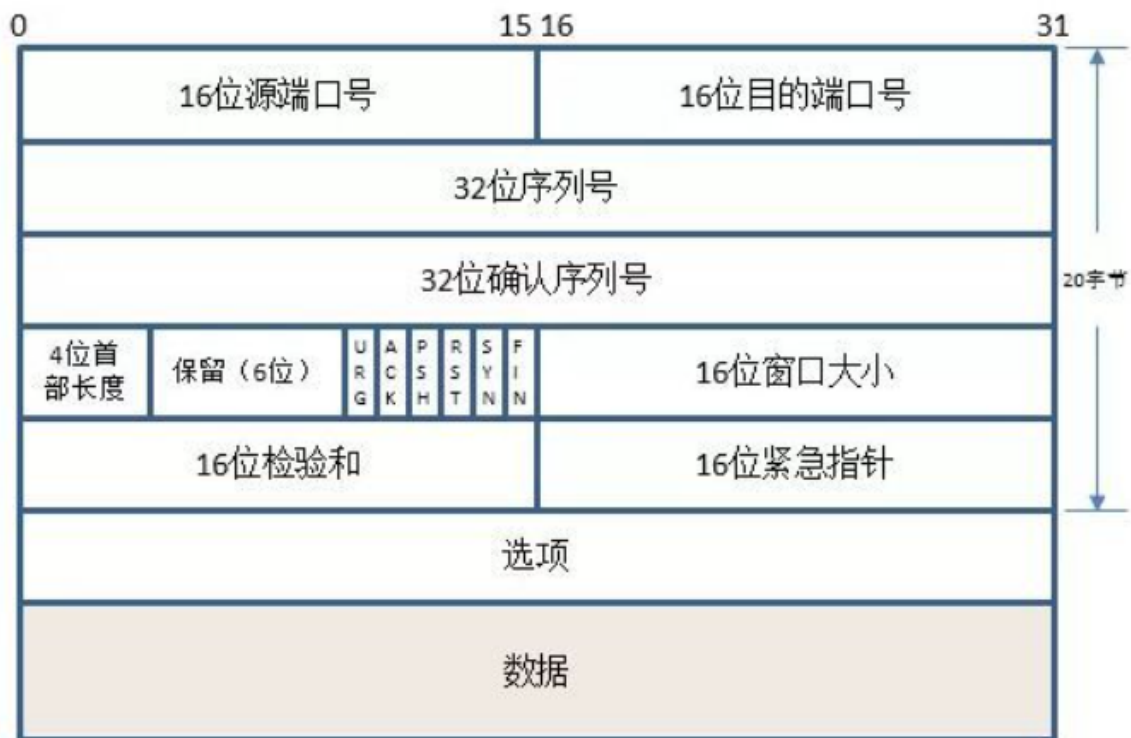 0 15 16 31
16位源端口号 16位目的端口号
32位序列号
32位确认序列号
20字节
4位首部长度 保留（6位） URG ACK PSH RST SYN FIN 16位窗口大小
16位检验和 16位紧急指针
选项
数据